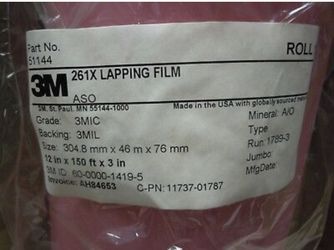 Part No.
51144
ROLL
3M 261X LAPPING FILM
ASO
3M, St. Paul, MN 55144-1000
Made in the USA with globally sourced materials
Grade: 3MIC
Mineral: A/O
Backing: 3MIL
Type
Size: 304.8 mm x 46 m x 76 mm
Run 1789-3
12 in x 150 ft x 3 in
Jumbo:
3M ID: 60-0000-1419-5
MfgDate:
Invoice: AH84653
C-PN: 11737-01787